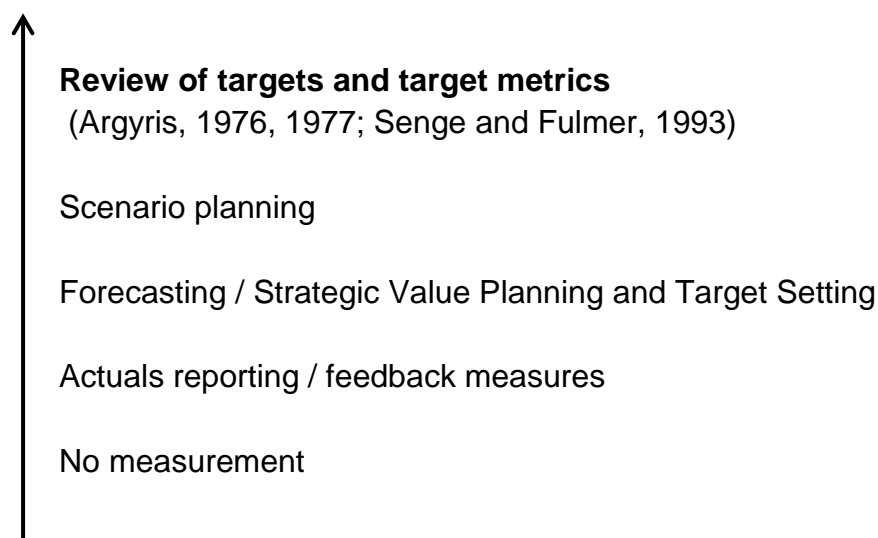 Review of targets and target metrics
(Argyris, 1976, 1977; Senge and Fulmer, 1993)
Scenario planning
Forecasting / Strategic Value Planning and Target Setting
Actuals reporting / feedback measures
No measurement